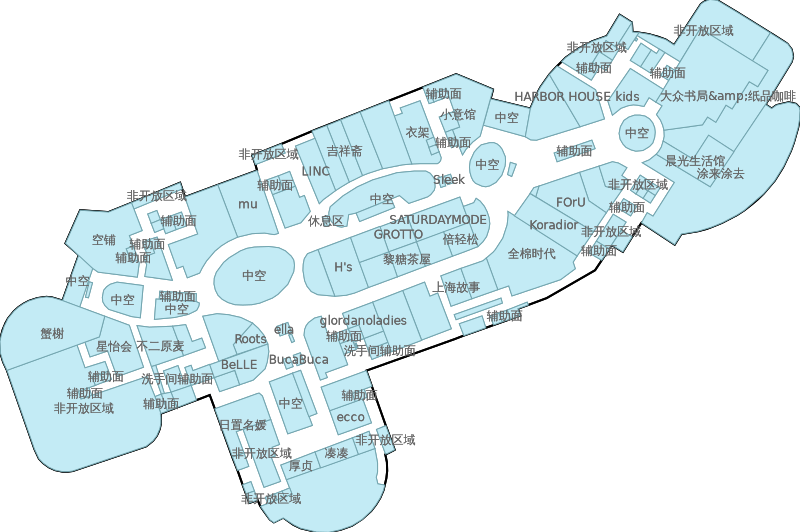 非开放区域
非开放区域
辅助面
辅助面
HARBOR HOUSE kids
大众书局&amp;纸品咖啡
辅助面
小意馆
中空
衣架
辅助面
中空
吉祥斋
非开放区域
LINC
辅助面
中空
辅助面
晨光生活馆
涂来涂去
Sleek
非开放区域
mu
辅助面
非开放区域
中空
休息区
SATURDAYMODE
GROTTO
倍轻松
FOrU
辅助面
Koradior
非开放区域
辅助面
空铺
辅助面
辅助面
辅助面
全棉时代
黎糖茶屋
H's
中空
中空
中空
辅助面
中空
上海故事
辅助面
蟹榭
星怡会
不二原麦
Roots
ella
glordanoladies
辅助面
洗手间辅助面
BeLLE
BucaBuca
辅助面
洗手间辅助面
辅助面
非开放区域
辅助面
中空
辅助面
ecco
日置名媛
非开放区域
非开放区域
凑凑
厚贞
非开放区域